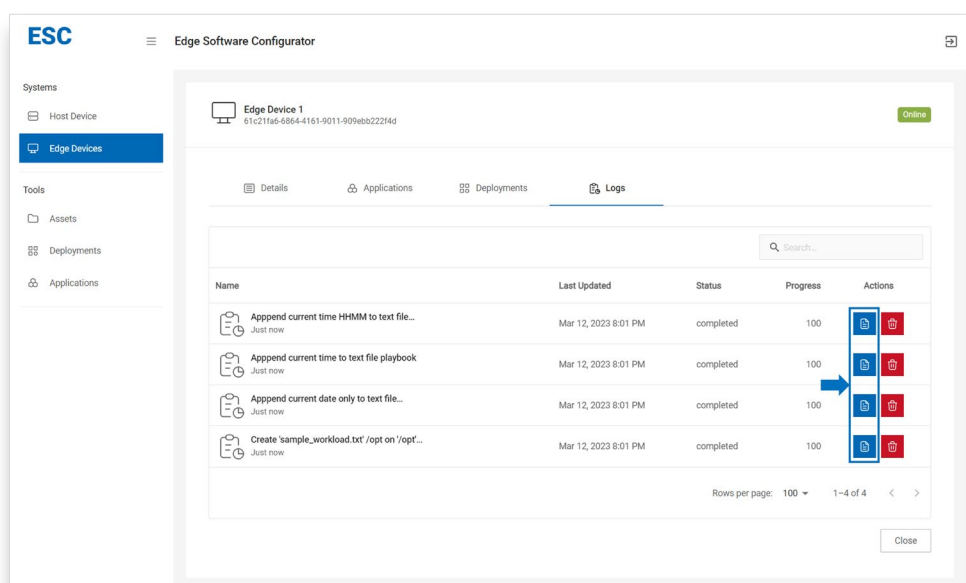 ESC
Edge Software Configurator
Systems
Host Device
Edge Devices
Tools
Assets
Deployments
Applications
Edge Device 1
61c21fa6-6864-4161-9011-909ebb222f4d
Online
Details Applications Deployments Logs
Search...
Name Last Updated Status Progress Actions
Apppend current time HHMM to text file...
Just now
Mar 12, 2023 8:01 PM completed 100
Apppend current time to text file playbook
Just now
Mar 12, 2023 8:01 PM completed 100
Apppend current date only to text file...
Just now
Mar 12, 2023 8:01 PM completed 100
Create 'sample_workload.txt' /opt on '/opt'...
Just now
Mar 12, 2023 8:01 PM completed 100
Rows per page: 100 1–4 of 4
Close